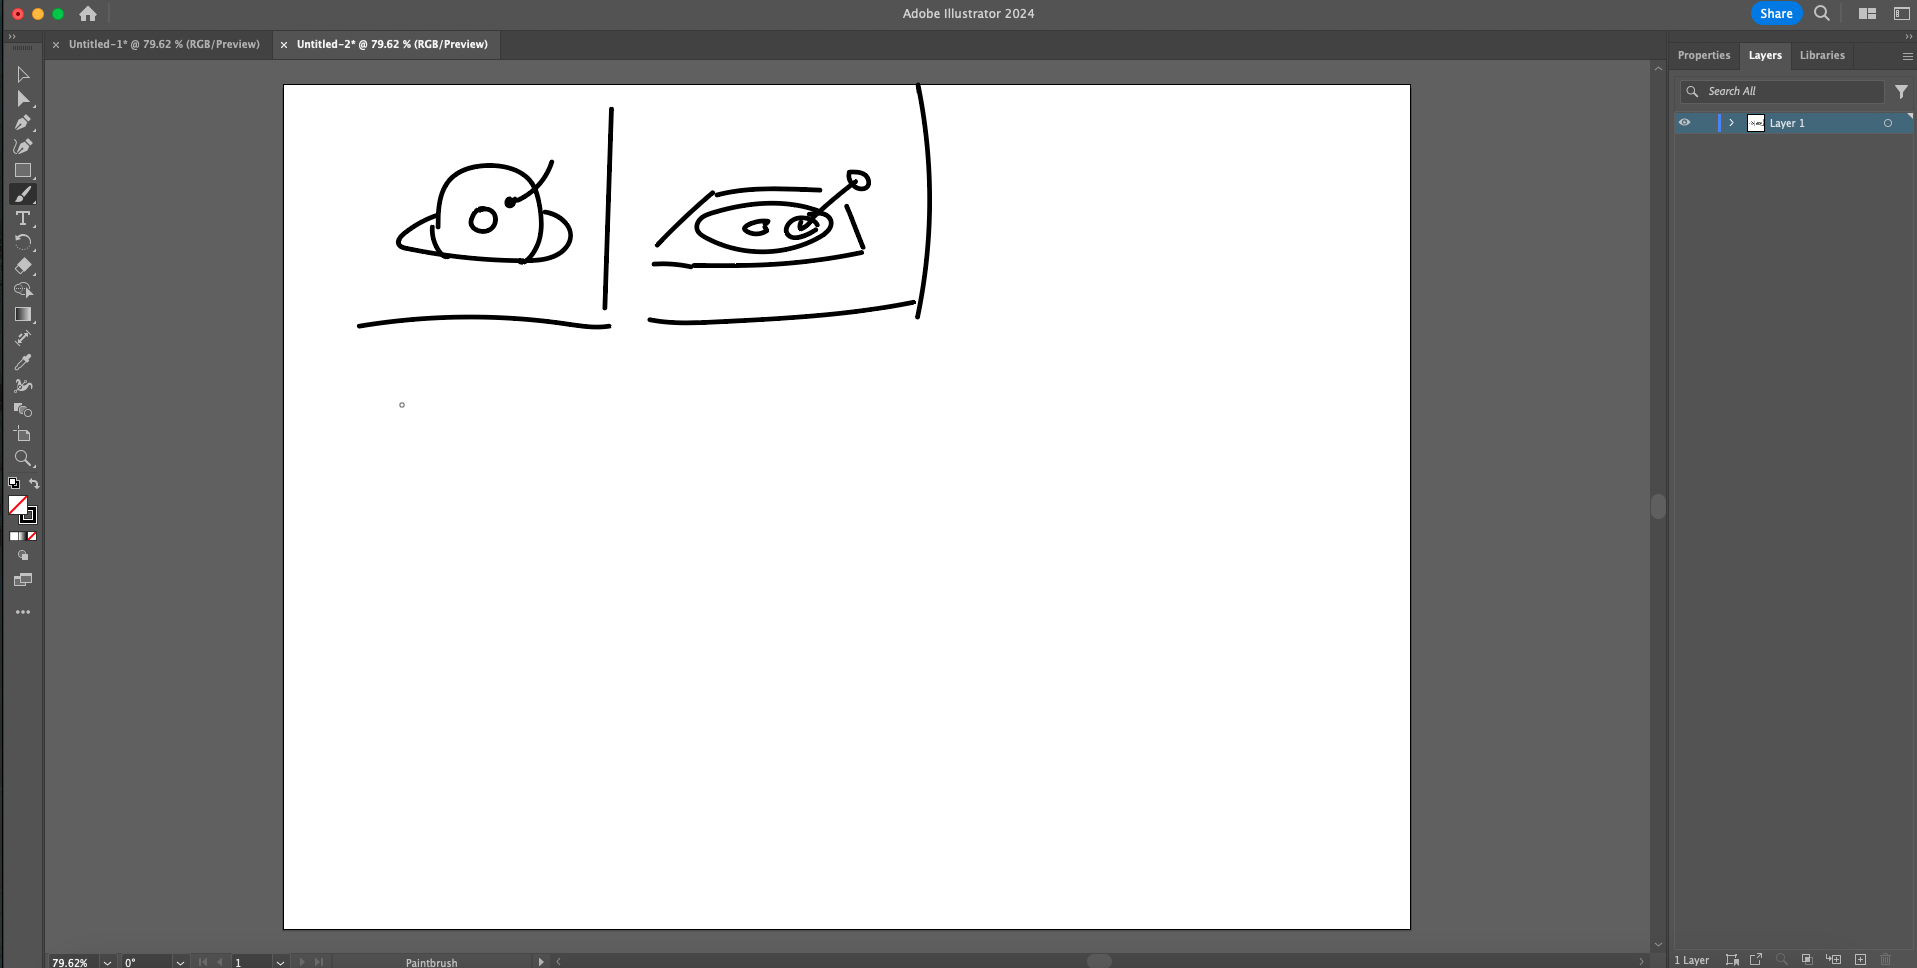 Adobe Illustrator 2024
Share
Untitled-1* @ 79.62 % (RGB/Preview)
Untitled-2* @ 79.62 % (RGB/Preview)
Properties
Layers
Libraries
Search All
Layer 1
79.62%
0°
1
Paintbrush
1 Layer